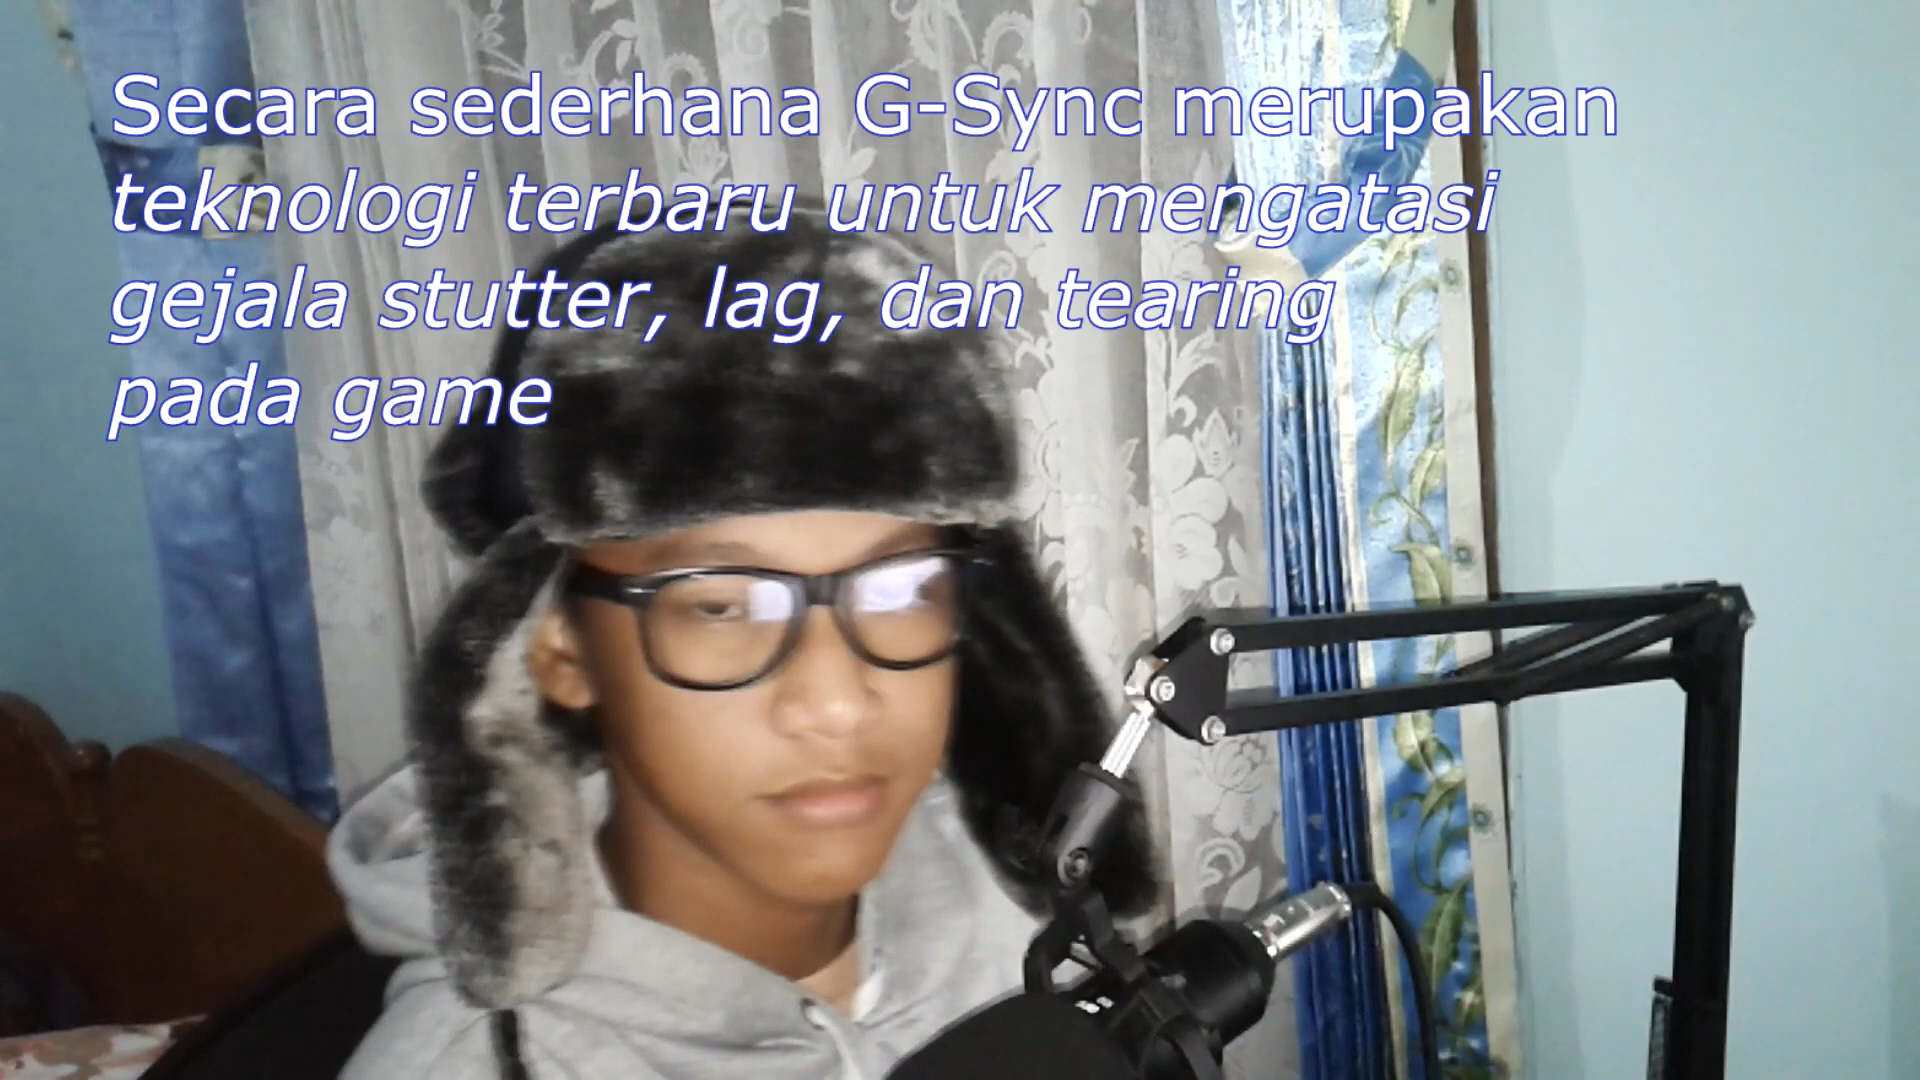 Secara sederhana G-Sync merupakan
teknologi terbaru untuk mengatasi
gejala stutter, lag, dan tearing
pada game